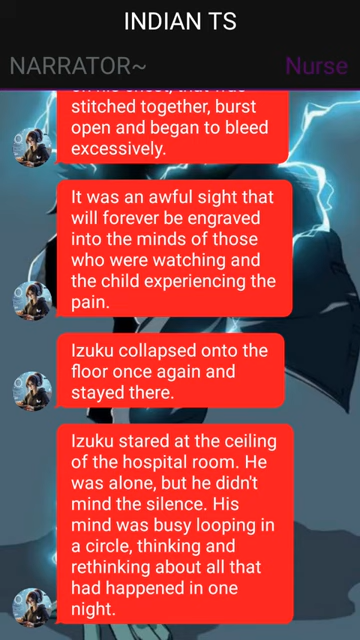 INDIAN TS
NARRATOR~
Nurse
stitched together, burst
open and began to bleed
excessively.
It was an awful sight that
will forever be engraved
into the minds of those
who were watching and
the child experiencing the
pain.
Izuku collapsed onto the
floor once again and
stayed there.
Izuku stared at the ceiling
of the hospital room. He
was alone, but he didn't
mind the silence. His
mind was busy looping in
a circle, thinking and
rethinking about all that
had happened in one
night.